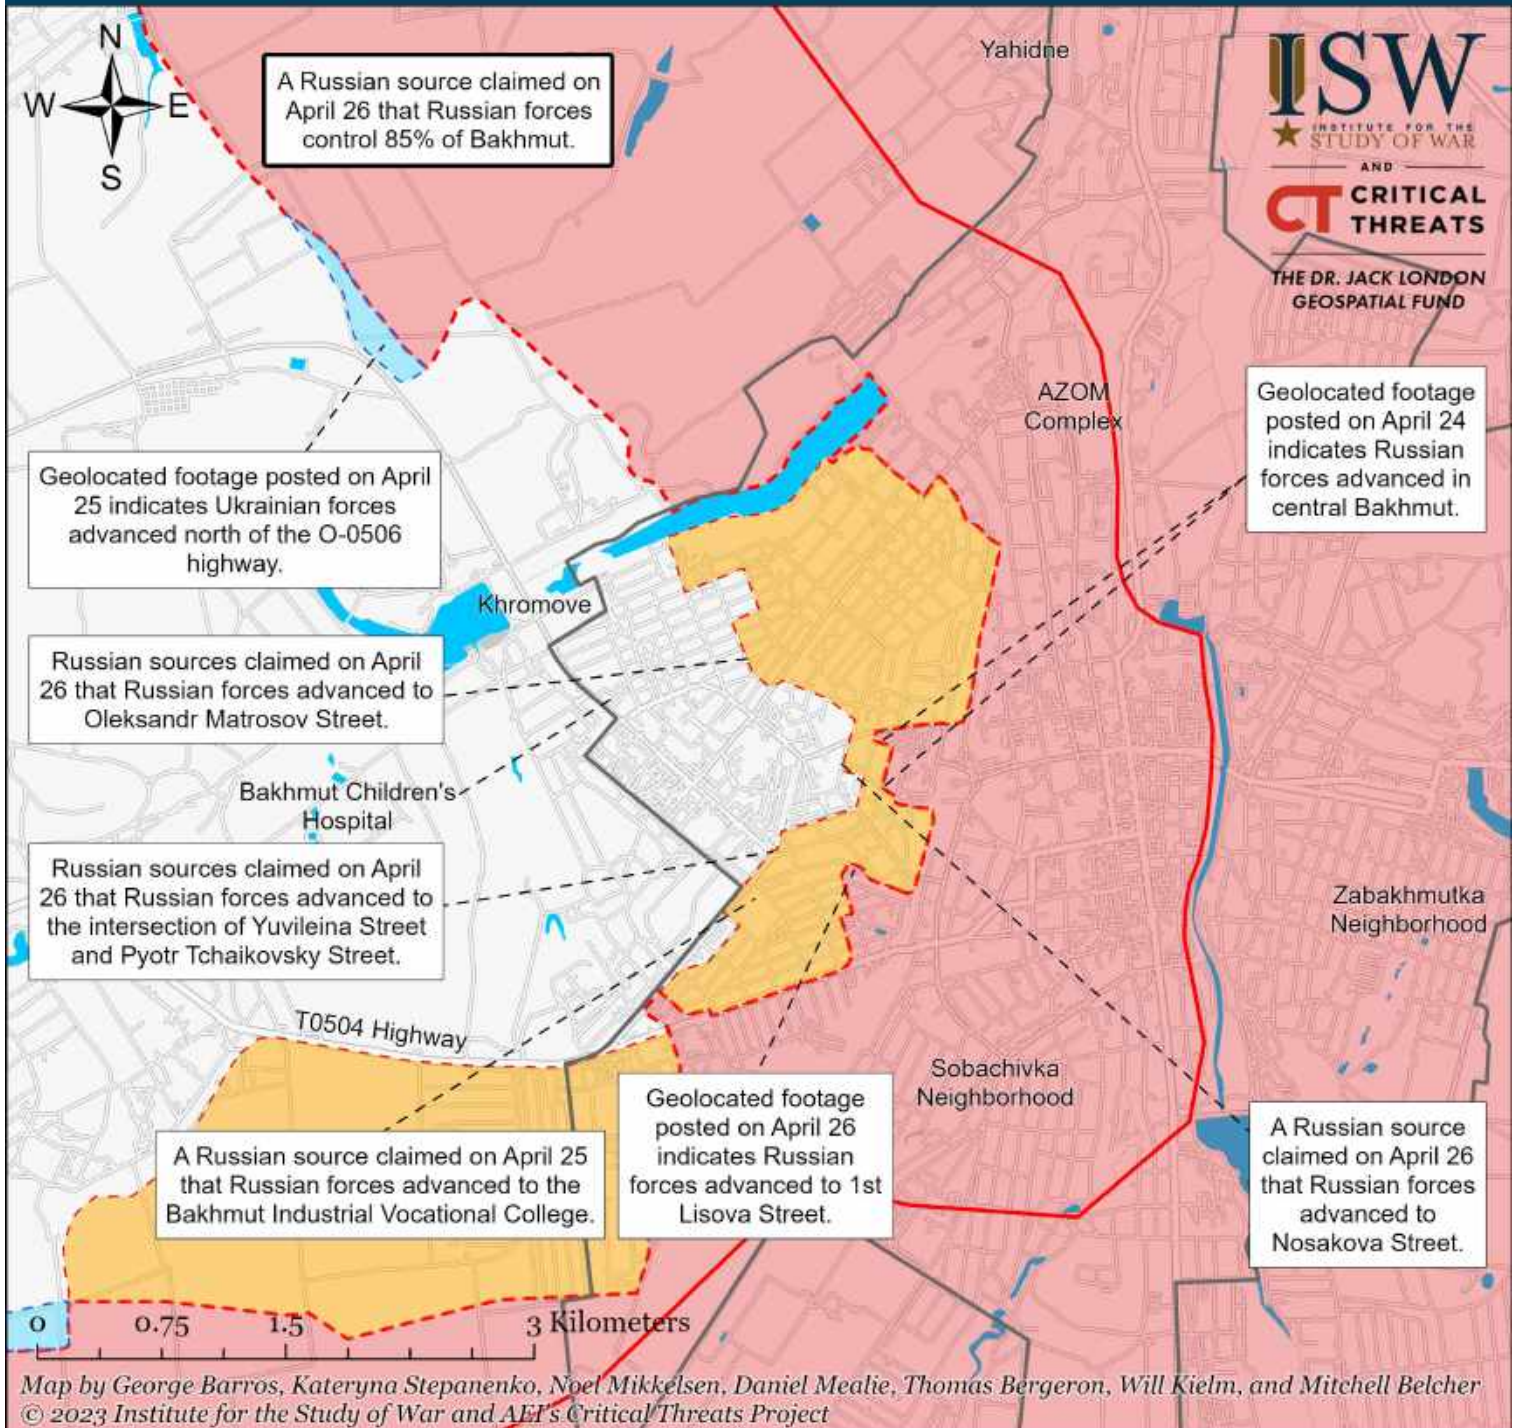 N
W E
S
A Russian source claimed on
April 26 that Russian forces
control 85% of Bakhmut.
Yahidne
ISW
INSTITUTE FOR THE
STUDY OF WAR
AND
CT CRITICAL
THREATS
THE DR. JACK LONDON
GEOSPATIAL FUND
AZOM
Complex
Geolocated footage
posted on April 24
indicates Russian
forces advanced in
central Bakhmut.
Geolocated footage posted on April
25 indicates Ukrainian forces
advanced north of the O-0506
highway.
Khromove
Russian sources claimed on April
26 that Russian forces advanced to
Oleksandr Matrosov Street.
Bakhmut Children's
Hospital
Russian sources claimed on April
26 that Russian forces advanced to
the intersection of Yuvileina Street
and Pyotr Tchaikovsky Street.
Zabakhmutka
Neighborhood
T0504 Highway
Sobachivka
Neighborhood
A Russian source claimed on April 25
that Russian forces advanced to the
Bakhmut Industrial Vocational College.
Geolocated footage
posted on April 26
indicates Russian
forces advanced to 1st
Lisova Street.
A Russian source
claimed on April 26
that Russian forces
advanced to
Nosakova Street.
0 0.75 1.5 3 Kilometers
Map by George Barros, Kateryna Stepanenko, Noel Mikkelsen, Daniel Mealie, Thomas Bergeron, Will Kielm, and Mitchell Belcher
© 2023 Institute for the Study of War and AEI's Critical Threats Project